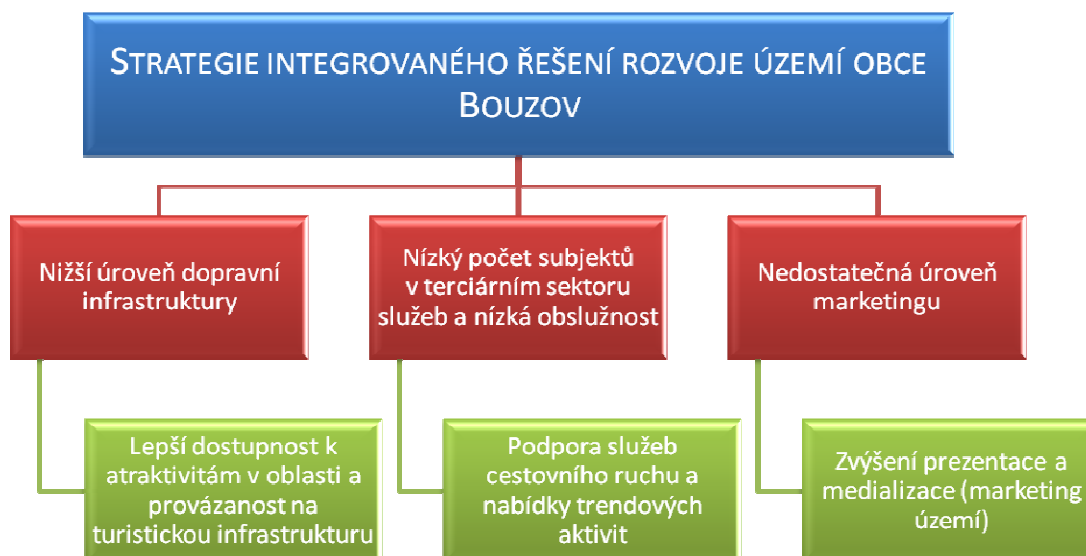 STRATEGIE INTEGROVANÉHO ŘEŠENÍ ROZVOJE ÚZEMÍ OBCE
BOUZOV
Nižší úroveň dopravní
infrastruktury
Nízký počet subjektů
v terciárním sektoru
služeb a nízká obslužnost
Nedostatečná úroveň
marketingu
Lepší dostupnost k
atraktivitám v oblasti a
provázanost na
turistickou infrastrukturu
Podpora služeb
cestovního ruchu a
nabídky trendových
aktivit
Zvýšení prezentace a
medializace (marketing
území)